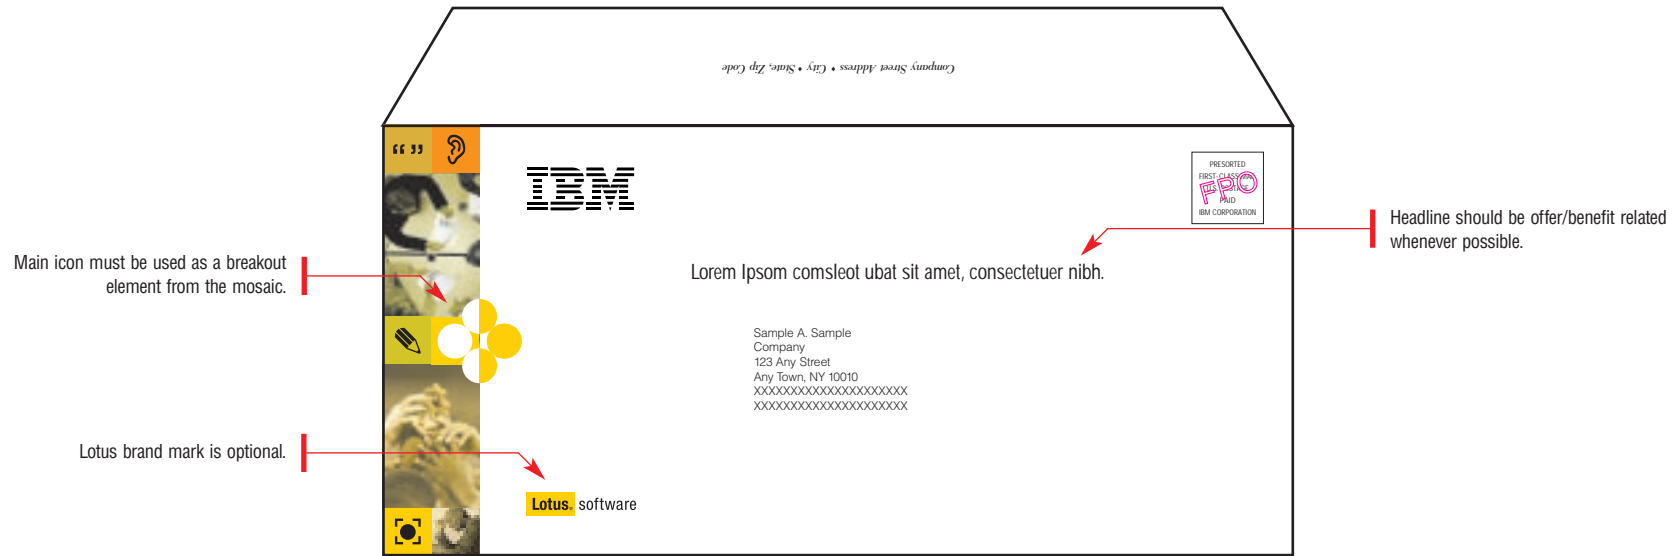 Company Street Address • City • State, Zip Code
“ ”
IBM
PRESORTED
FIRST-CLASS
PAID
IBM CORPORATION
FPO
Headline should be offer/benefit related
whenever possible.
Main icon must be used as a breakout
element from the mosaic.
Lorem Ipsom comsleot ubat sit amet, consectetuer nibh.
Sample A. Sample
Company
123 Any Street
Any Town, NY 10010
XXXXXXXXXXXXXXXXXXXXX
XXXXXXXXXXXXXXXXXXXXX
Lotus brand mark is optional.
Lotus. software